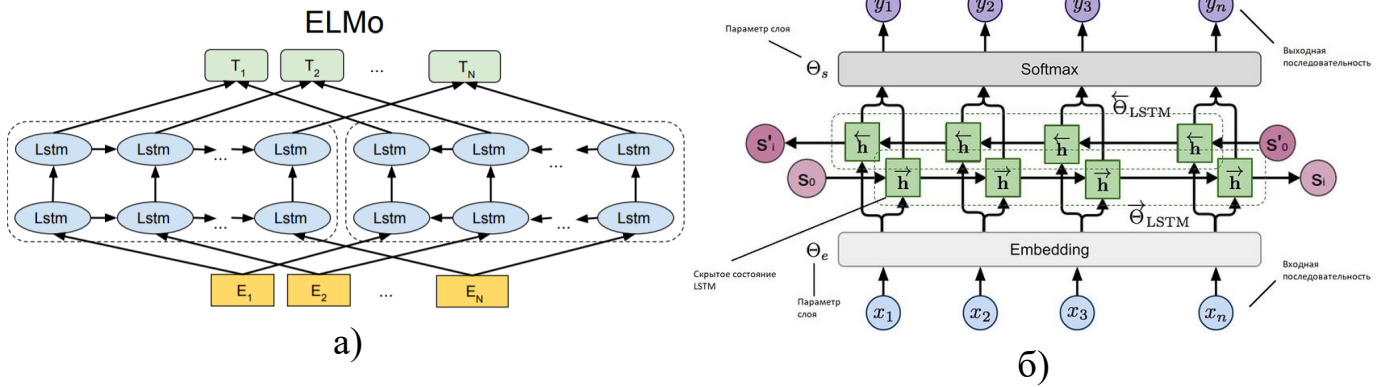 ELMo
T1 T2 ... TN
Lstm Lstm ... Lstm Lstm Lstm ... Lstm
Lstm Lstm ... Lstm Lstm Lstm ... Lstm
E1 E2 ... EN
а)
y1 y2 y3 yn
Параметр слоя
Выходная
последовательность
Θs Softmax
Θ⃖LSTM
S'i h⃖ h⃖ h⃖ h⃖ S'0
S0 h⃗ h⃗ h⃗ h⃗ Si
Θ⃗LSTM
Θe Embedding
Скрытое состояние
LSTM
Входная
последовательность
Параметр
слоя
x1 x2 x3 xn
б)